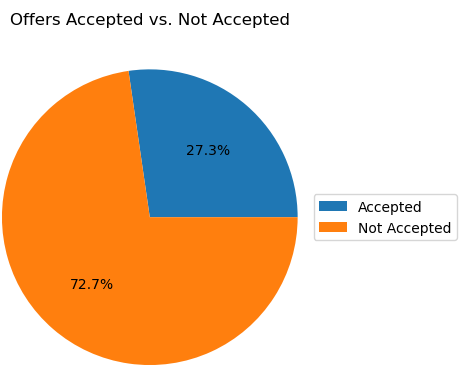 Offers Accepted vs. Not Accepted
27.3%
Accepted
Not Accepted
72.7%